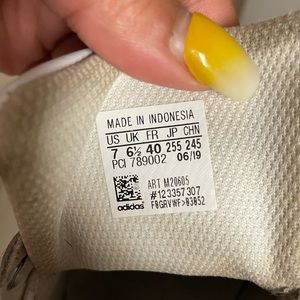 MADE IN INDONESIA
US UK FR JP CHN
7 6½ 40 255 245
PCI 789002 06/19
ART M20605
#123357307
adidas FBGRVWF>03852